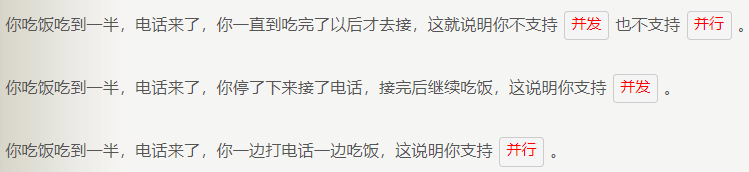 你吃饭吃到一半，电话来了，你一直到吃完了以后才去接，这就说明你不支持 并发 也不支持 并行 。
你吃饭吃到一半，电话来了，你停了下来接了电话，接完后继续吃饭，这说明你支持 并发 。
你吃饭吃到一半，电话来了，你一边打电话一边吃饭，这说明你支持 并行 。